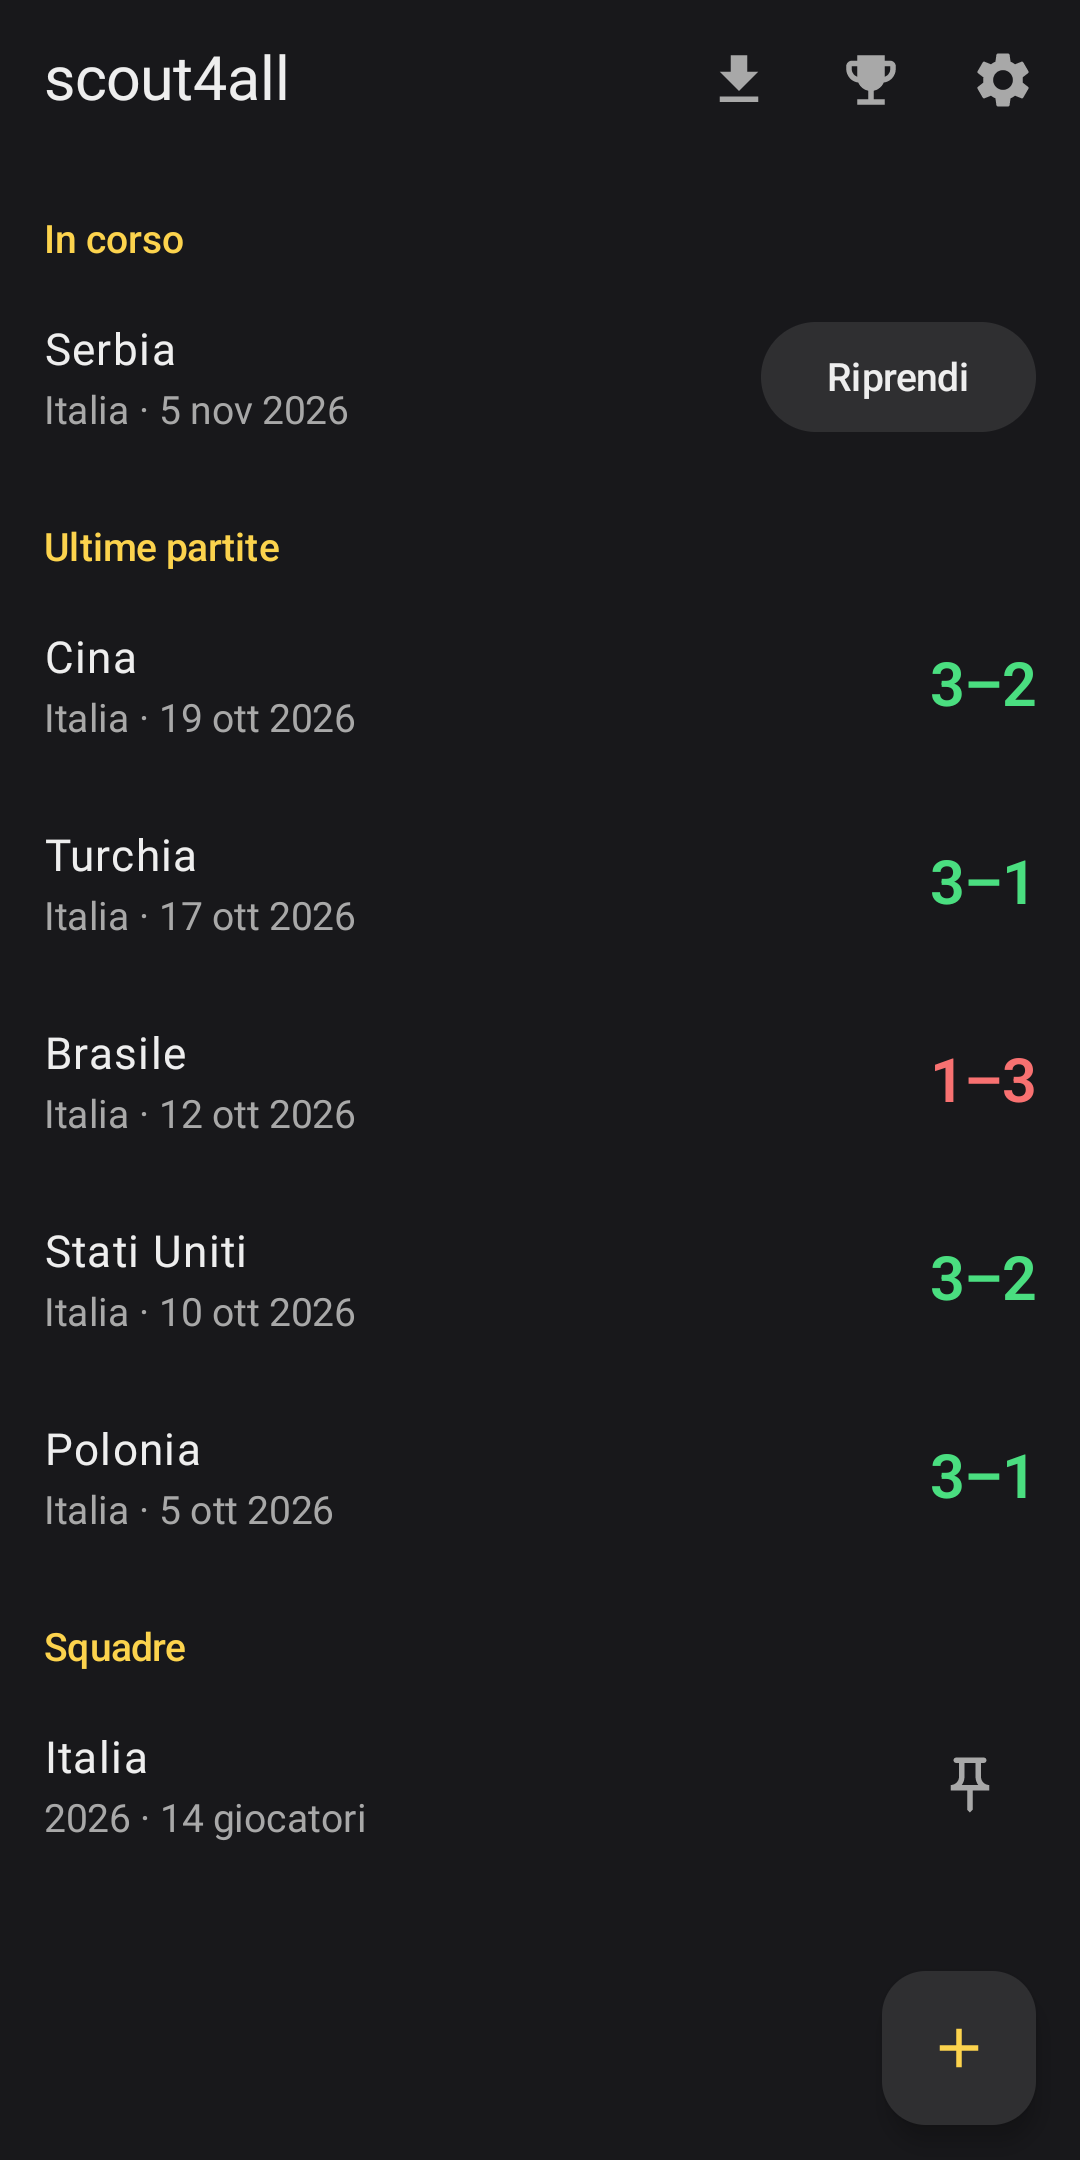 scout4all
In corso
Serbia
Italia · 5 nov 2026
Riprendi
Ultime partite
Cina
Italia · 19 ott 2026
3–2
Turchia
Italia · 17 ott 2026
3–1
Brasile
Italia · 12 ott 2026
1–3
Stati Uniti
Italia · 10 ott 2026
3–2
Polonia
Italia · 5 ott 2026
3–1
Squadre
Italia
2026 · 14 giocatori